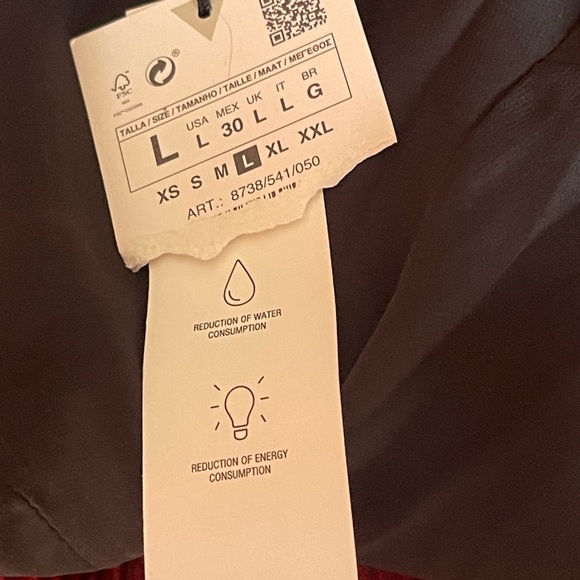 FSC
®
TALLA / SIZE / TAMANHO / TAILLE / MAAT / ΜΕΓΕΘΟΣ
USA MEX UK IT BR
L L 30 L L G
XS S M L XL XXL
ART.: 8738/541/050
REDUCTION OF WATER
CONSUMPTION
REDUCTION OF ENERGY
CONSUMPTION